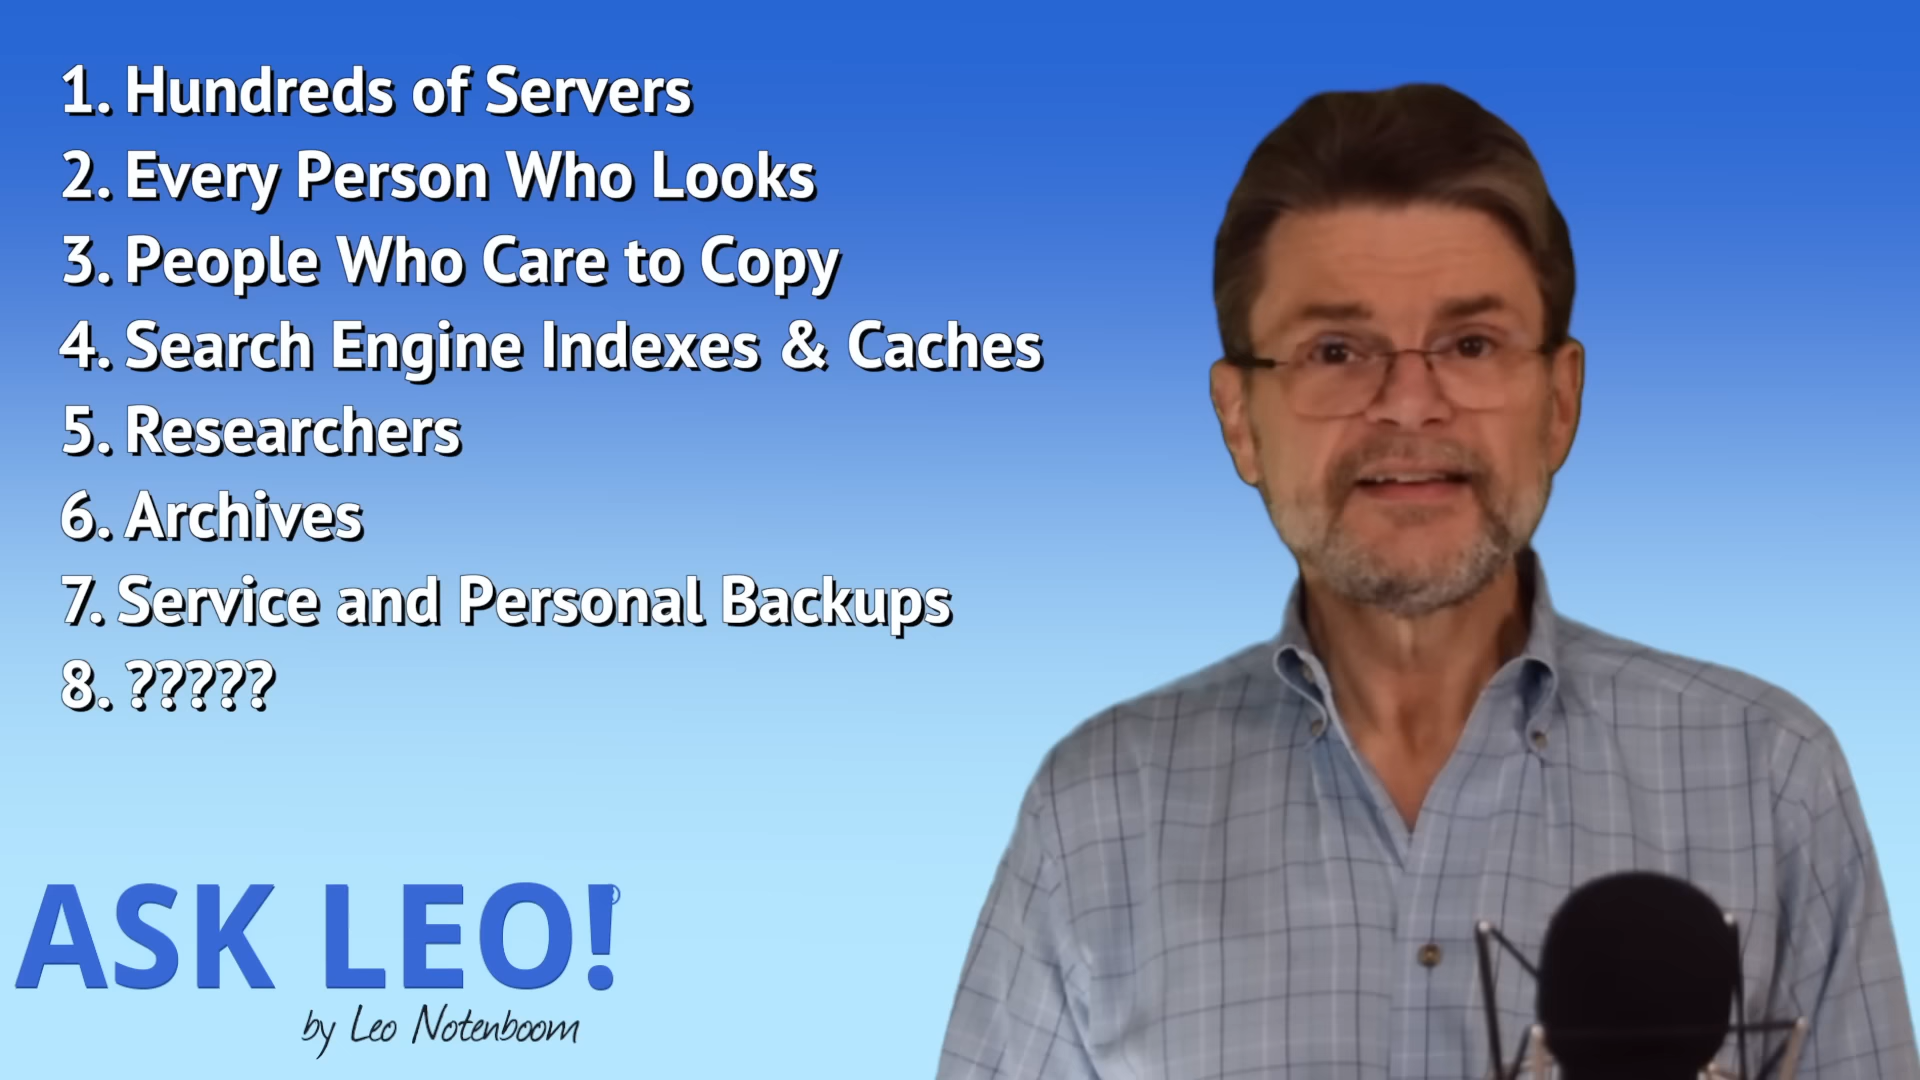 1. Hundreds of Servers
2. Every Person Who Looks
3. People Who Care to Copy
4. Search Engine Indexes & Caches
5. Researchers
6. Archives
7. Service and Personal Backups
8. ?????
ASK LEO!®
by Leo Notenboom